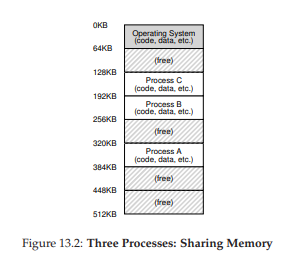 0KB
Operating System
(code, data, etc.)
64KB
(free)
128KB
Process C
(code, data, etc.)
192KB
Process B
(code, data, etc.)
256KB
(free)
320KB
Process A
(code, data, etc.)
384KB
(free)
448KB
(free)
512KB
Figure 13.2: Three Processes: Sharing Memory